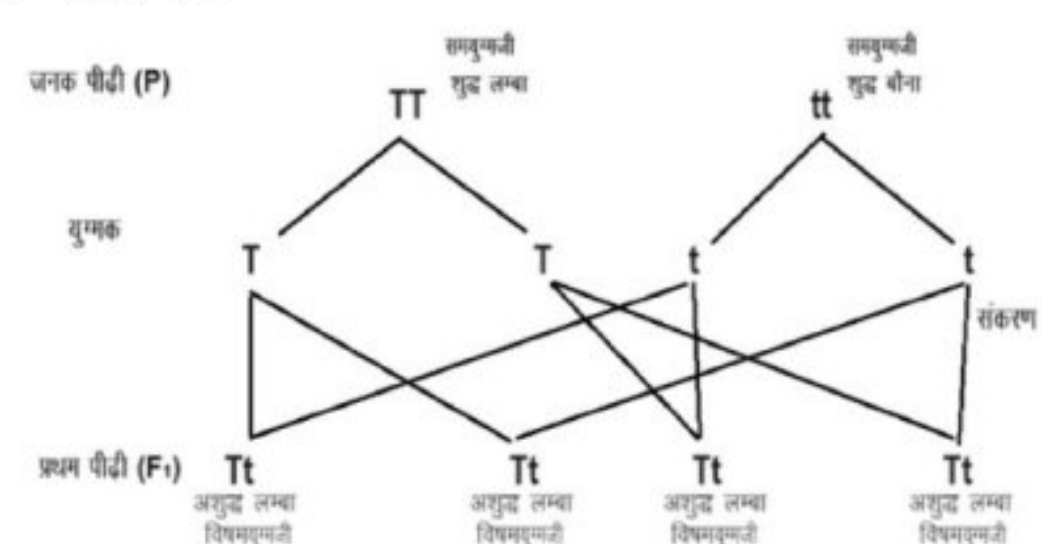 समयुग्मजी समयुग्मजी
जनक पीढ़ी (P) TT शुद्ध लम्बा tt शुद्ध बौना
युग्मक
T T t t
संकरण
प्रथम पीढ़ी (F₁) Tt Tt Tt Tt
अशुद्ध लम्बा अशुद्ध लम्बा अशुद्ध लम्बा अशुद्ध लम्बा
विषमयुग्मजी विषमयुग्मजी विषमयुग्मजी विषमयुग्मजी